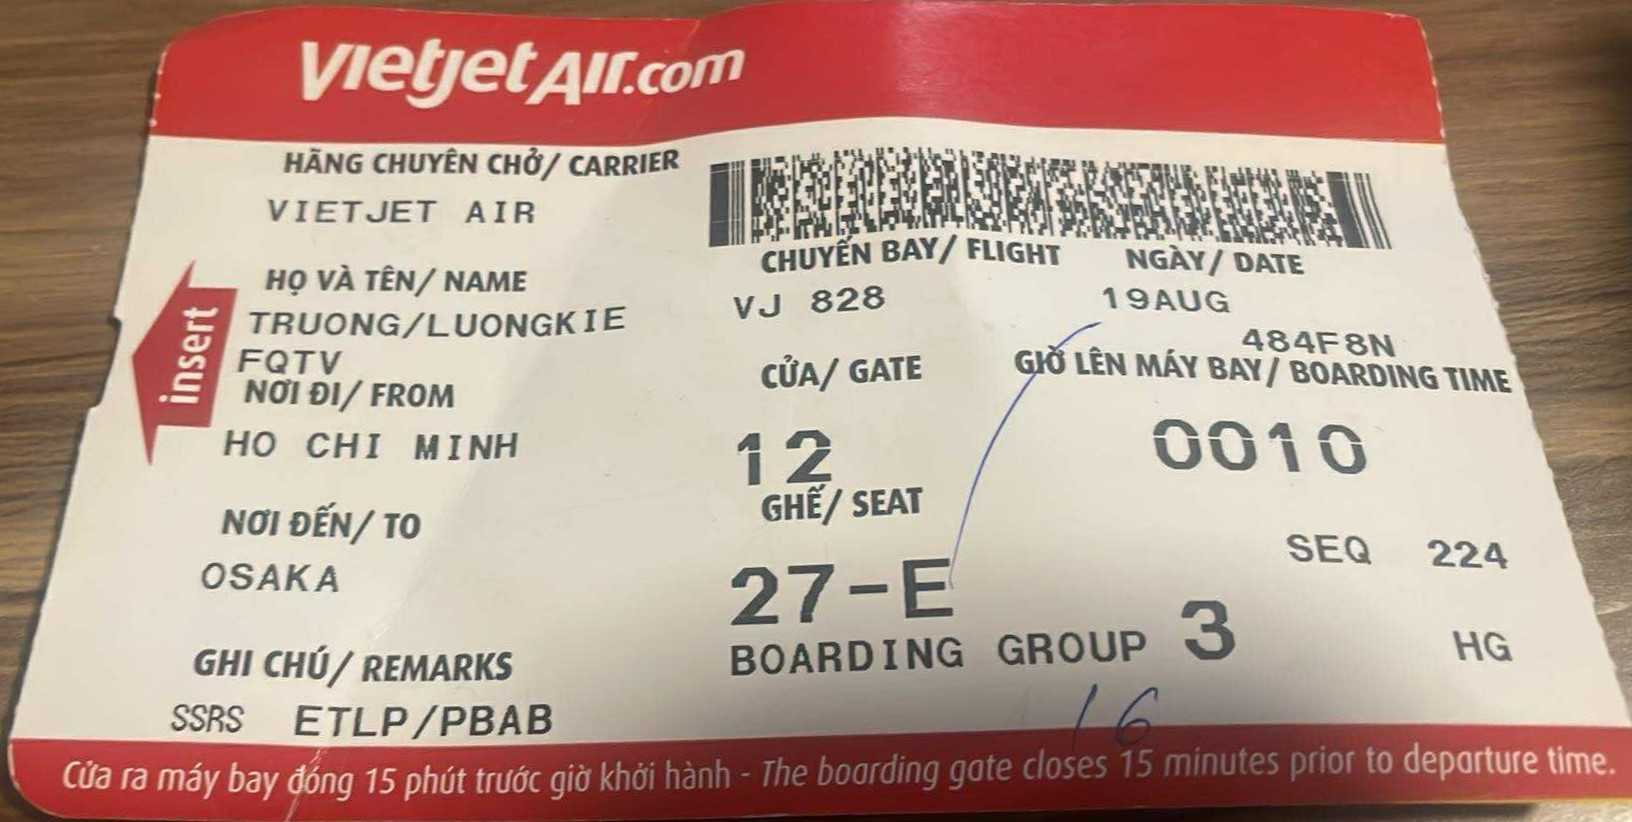 vietjetAir.com
HÃNG CHUYÊN CHỞ/ CARRIER
VIETJET AIR
HỌ VÀ TÊN/ NAME
TRUONG/LUONGKIE
FQTV
NƠI ĐI/ FROM
HO CHI MINH
NƠI ĐẾN/ TO
OSAKA
GHI CHÚ/ REMARKS
SSRS ETLP/PBAB
insert
CHUYẾN BAY/ FLIGHT NGÀY/ DATE
VJ 828 19AUG
484F8N
CỬA/ GATE GIỜ LÊN MÁY BAY/ BOARDING TIME
12 0010
GHẾ/ SEAT
27-E SEQ 224
BOARDING GROUP 3 HG
16
Cửa ra máy bay đóng 15 phút trước giờ khởi hành - The boarding gate closes 15 minutes prior to departure time.